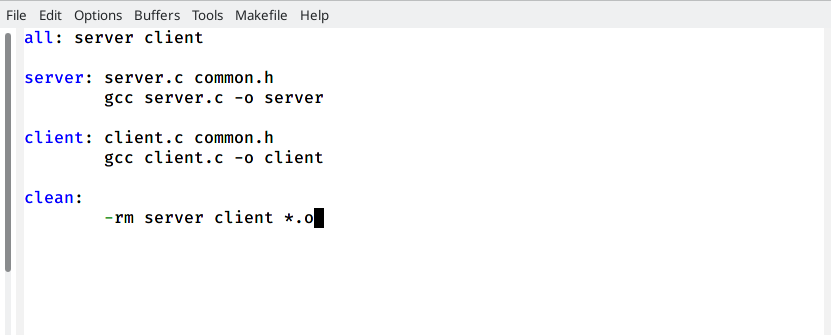 File Edit Options Buffers Tools Makefile Help
all: server client
server: server.c common.h
gcc server.c -o server
client: client.c common.h
gcc client.c -o client
clean:
-rm server client *.o